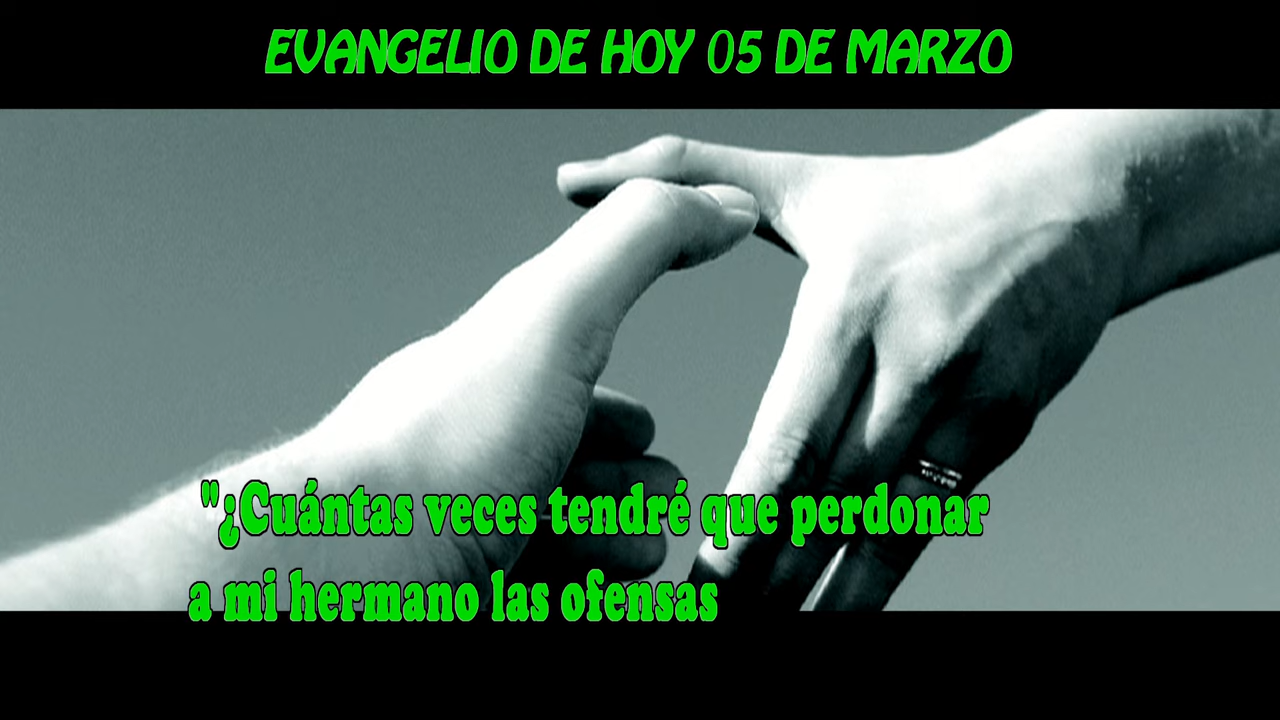 EVANGELIO DE HOY 05 DE MARZO
"¿Cuántas veces tendré que perdonar
a mi hermano las ofensas